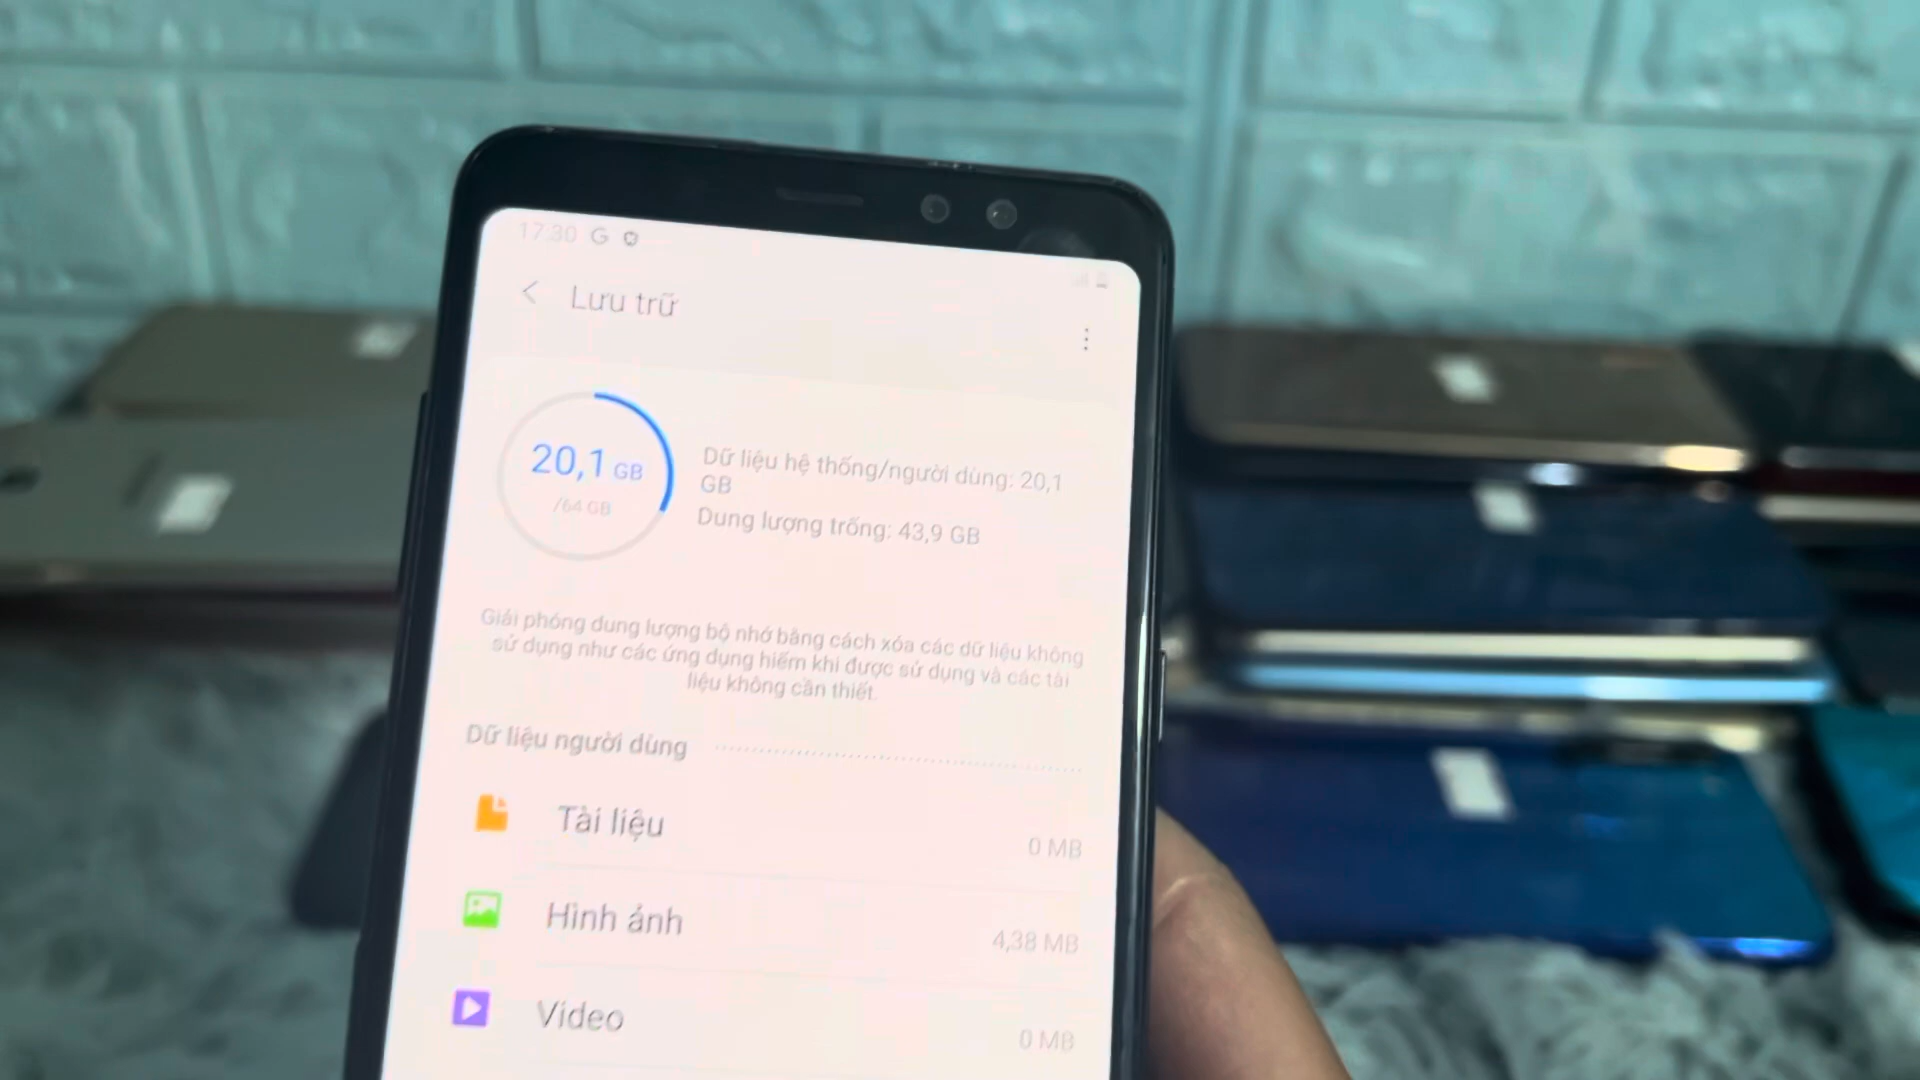 17:30 G
Lưu trữ
20,1 GB
/64 GB
Dữ liệu hệ thống/người dùng: 20,1
GB
Dung lượng trống: 43,9 GB
Giải phóng dung lượng bộ nhớ bằng cách xóa các dữ liệu không
sử dụng như các ứng dụng hiếm khi được sử dụng và các tài
liệu không cần thiết.
Dữ liệu người dùng
Tài liệu
0 MB
Hình ảnh
4,38 MB
Video
0 MB